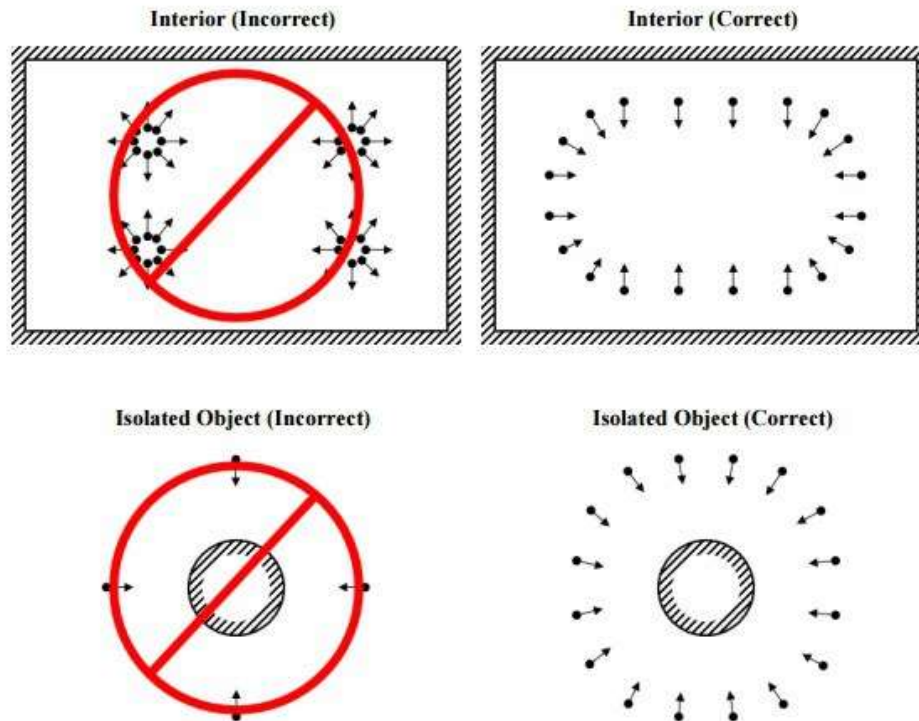 Interior (Incorrect)
Interior (Correct)
Isolated Object (Incorrect)
Isolated Object (Correct)